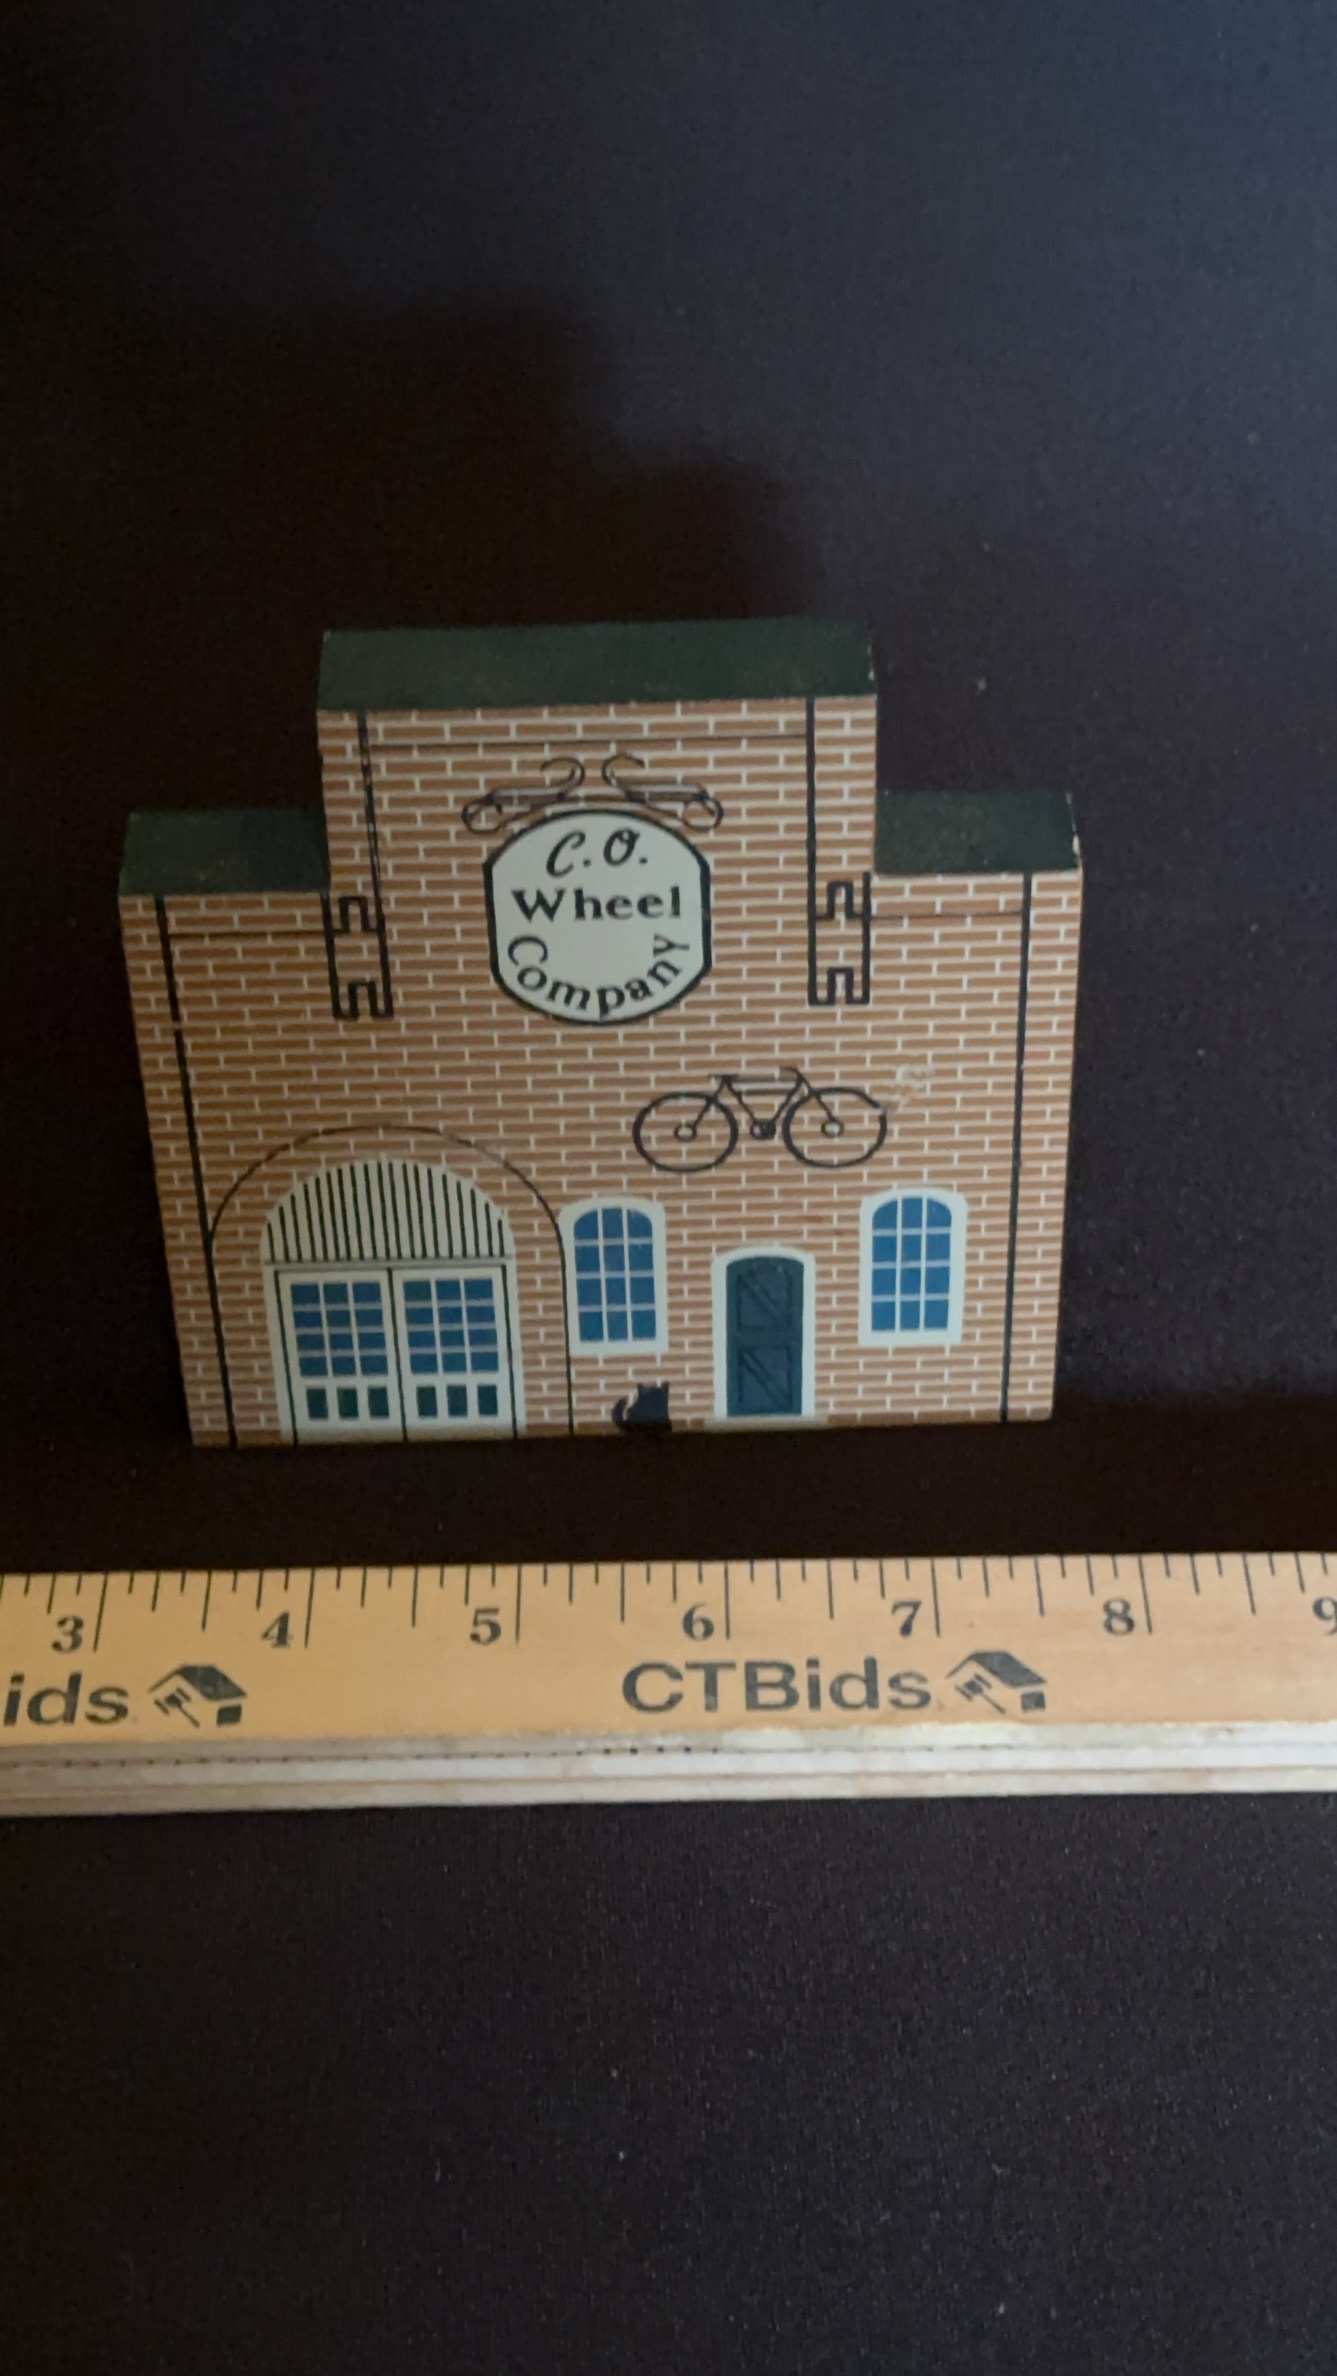 C.O.
Wheel
Company
3 4 5 6 7 8 9
ids CTBids